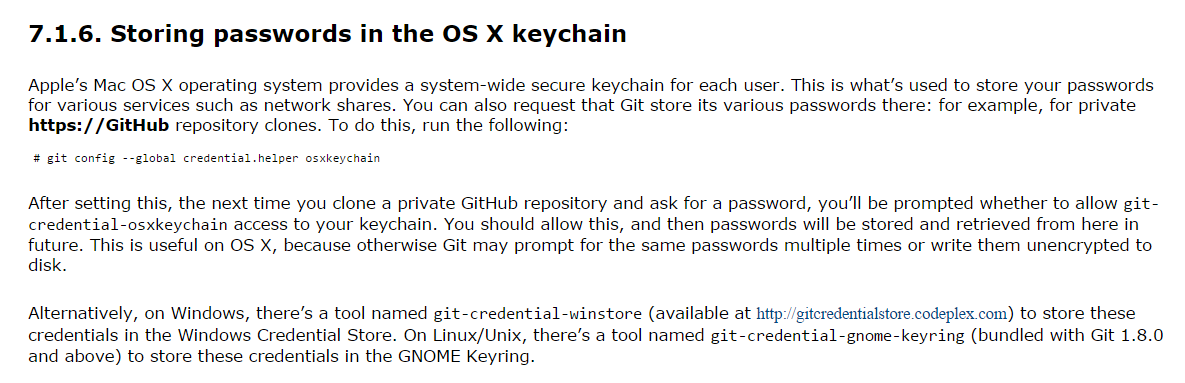 7.1.6. Storing passwords in the OS X keychain
Apple’s Mac OS X operating system provides a system-wide secure keychain for each user. This is what’s used to store your passwords
for various services such as network shares. You can also request that Git store its various passwords there: for example, for private
https://GitHub repository clones. To do this, run the following:
# git config --global credential.helper osxkeychain
After setting this, the next time you clone a private GitHub repository and ask for a password, you’ll be prompted whether to allow git-
credential-osxkeychain access to your keychain. You should allow this, and then passwords will be stored and retrieved from here in
future. This is useful on OS X, because otherwise Git may prompt for the same passwords multiple times or write them unencrypted to
disk.
Alternatively, on Windows, there’s a tool named git-credential-winstore (available at http://gitcredentialstore.codeplex.com) to store these
credentials in the Windows Credential Store. On Linux/Unix, there’s a tool named git-credential-gnome-keyring (bundled with Git 1.8.0
and above) to store these credentials in the GNOME Keyring.